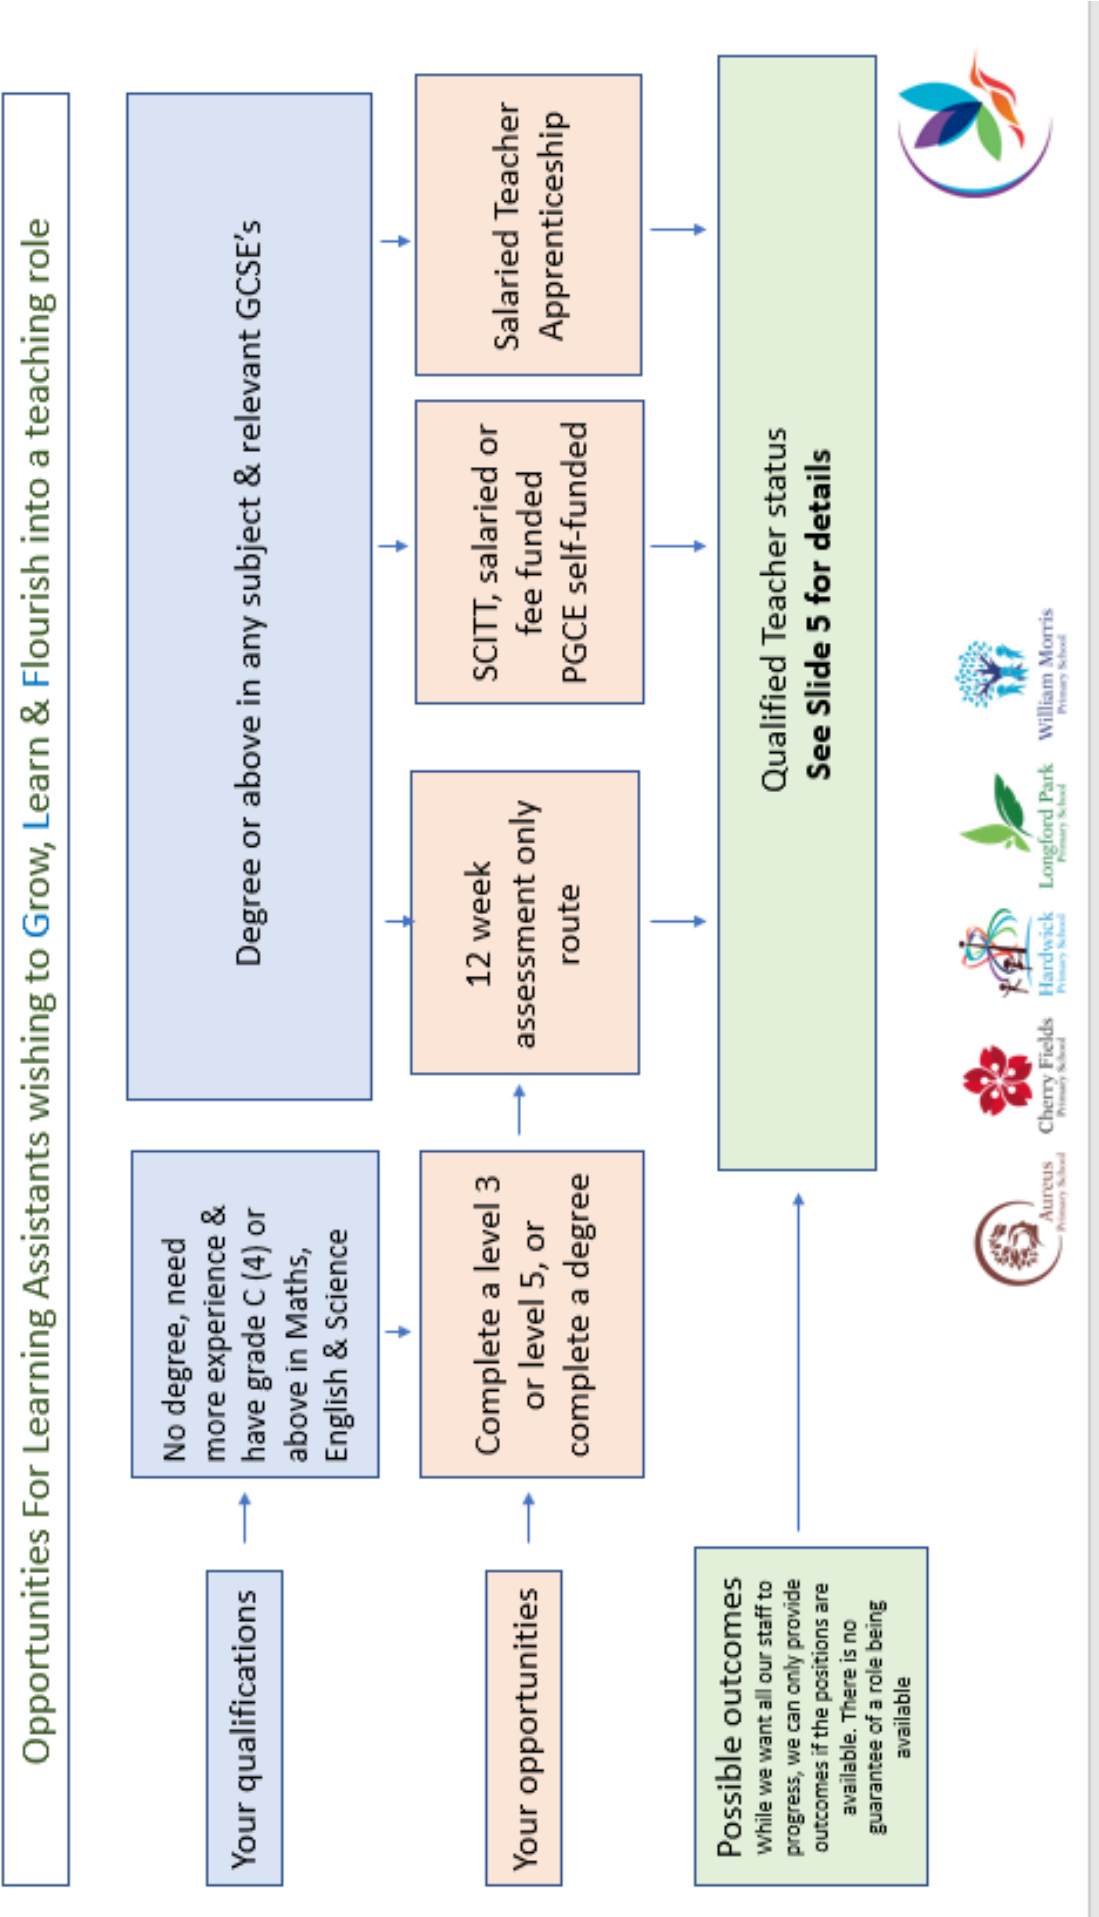 Opportunities For Learning Assistants wishing to Grow, Learn & Flourish into a teaching role
Your qualifications
No degree, need
more experience &
have grade C (4) or
above in Maths,
English & Science
Degree or above in any subject & relevant GCSE's
Your opportunities
Complete a level 3
or level 5, or
complete a degree
12 week
assessment only
route
SCITT, salaried or
fee funded
PGCE self-funded
Salaried Teacher
Apprenticeship
Possible outcomes
While we want all our staff to
progress, we can only provide
outcomes if the positions are
available. There is no
guarantee of a role being
available
Qualified Teacher status
See Slide 5 for details
Aureus
Primary School
Cherry Fields
Primary School
Hardwick
Primary School
Longford Park
Primary School
William Morris
Primary School